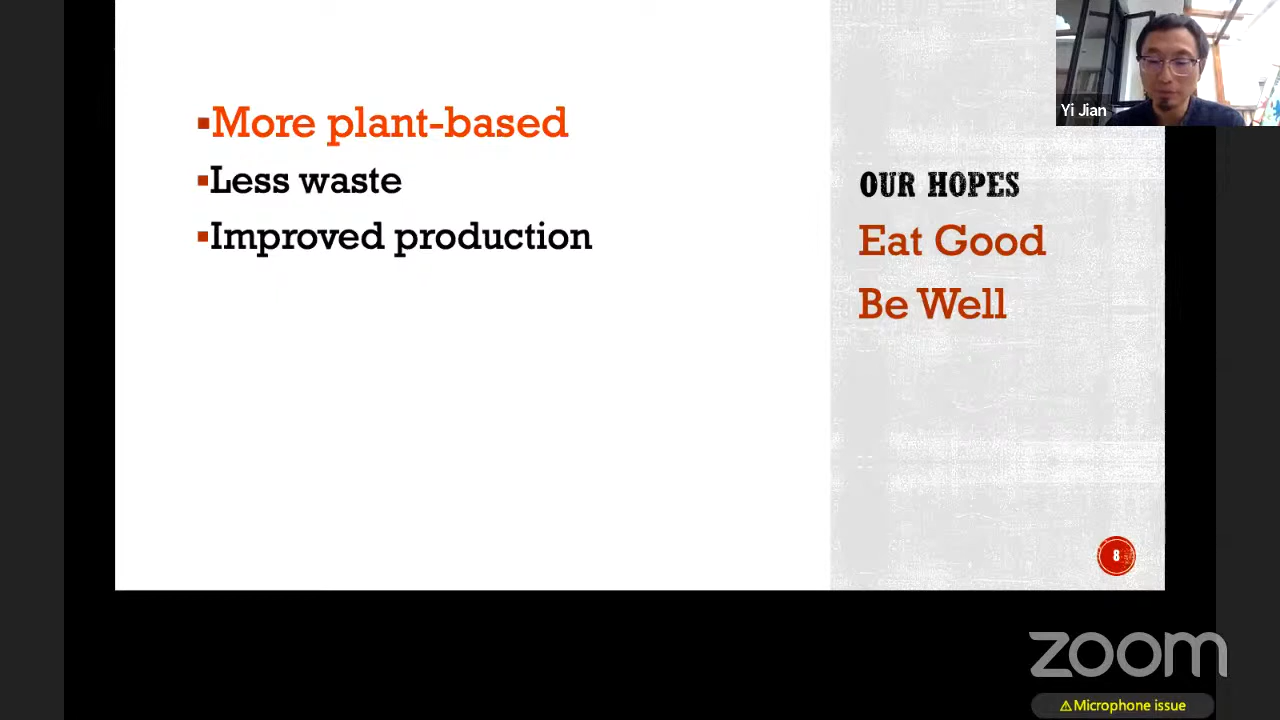 ▪More plant-based
▪Less waste
▪Improved production
OUR HOPES
Eat Good
Be Well
8
Yi Jian
zoom
⚠Microphone issue